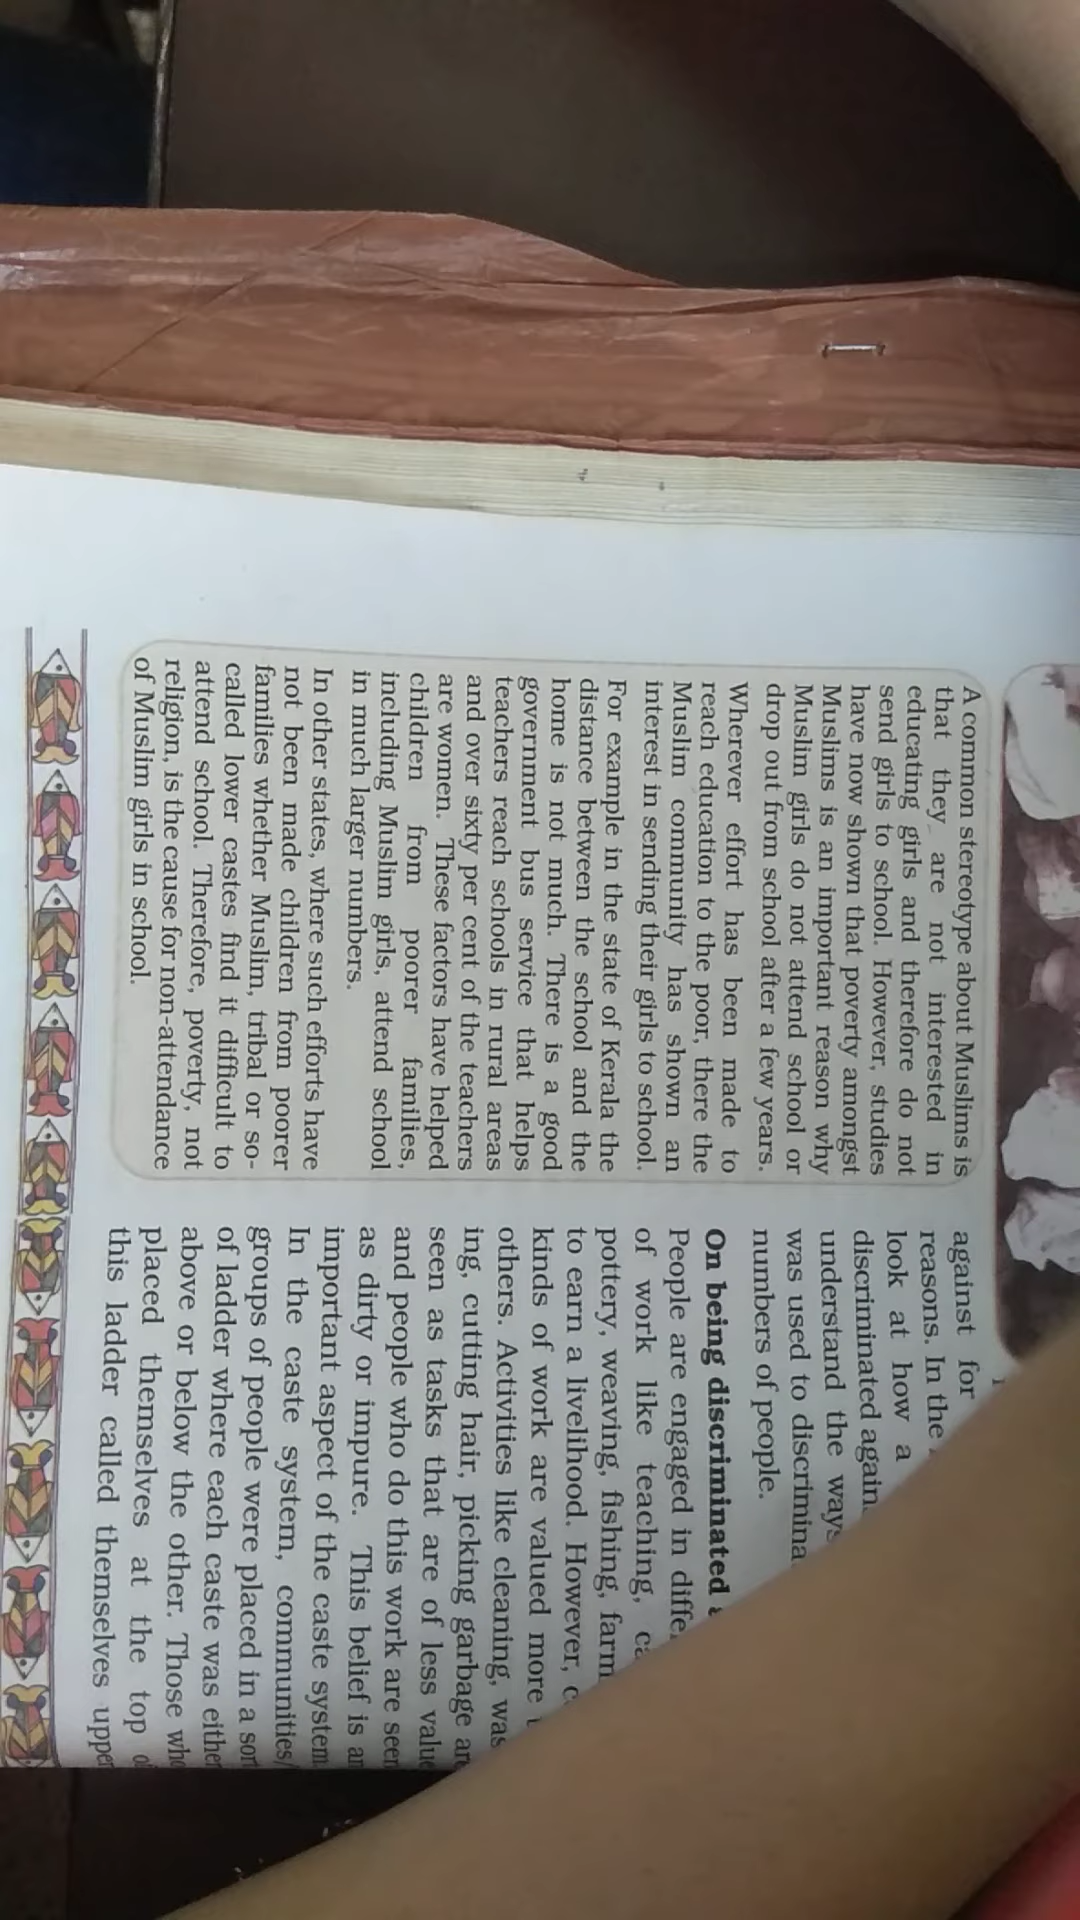 A common stereotype about Muslims is
that they are not interested in
educating girls and therefore do not
send girls to school. However, studies
have now shown that poverty amongst
Muslims is an important reason why
Muslim girls do not attend school or
drop out from school after a few years.
Wherever effort has been made to
reach education to the poor, there the
Muslim community has shown an
interest in sending their girls to school.
For example in the state of Kerala the
distance between the school and the
home is not much. There is a good
government bus service that helps
teachers reach schools in rural areas
and over sixty per cent of the teachers
are women. These factors have helped
children from poorer families,
including Muslim girls, attend school
in much larger numbers.
In other states, where such efforts have
not been made children from poorer
families whether Muslim, tribal or so-
called lower castes find it difficult to
attend school. Therefore, poverty, not
religion, is the cause for non-attendance
of Muslim girls in school.
against for
reasons. In the
look at how a
discriminated
understand the
was used to
numbers of people.
On being discriminated
People are engaged in
of work like teaching,
pottery, weaving, fishing,
to earn a livelihood. However,
kinds of work are valued more
others. Activities like cleaning,
ing, cutting hair, picking garbage
seen as tasks that are of less
and people who do this work are
as dirty or impure. This belief is
important aspect of the caste system.
In the caste system, communities/
groups of people were placed in a sort
of ladder where each caste was either
above or below the other. Those who
placed themselves at the top
this ladder called themselves upper